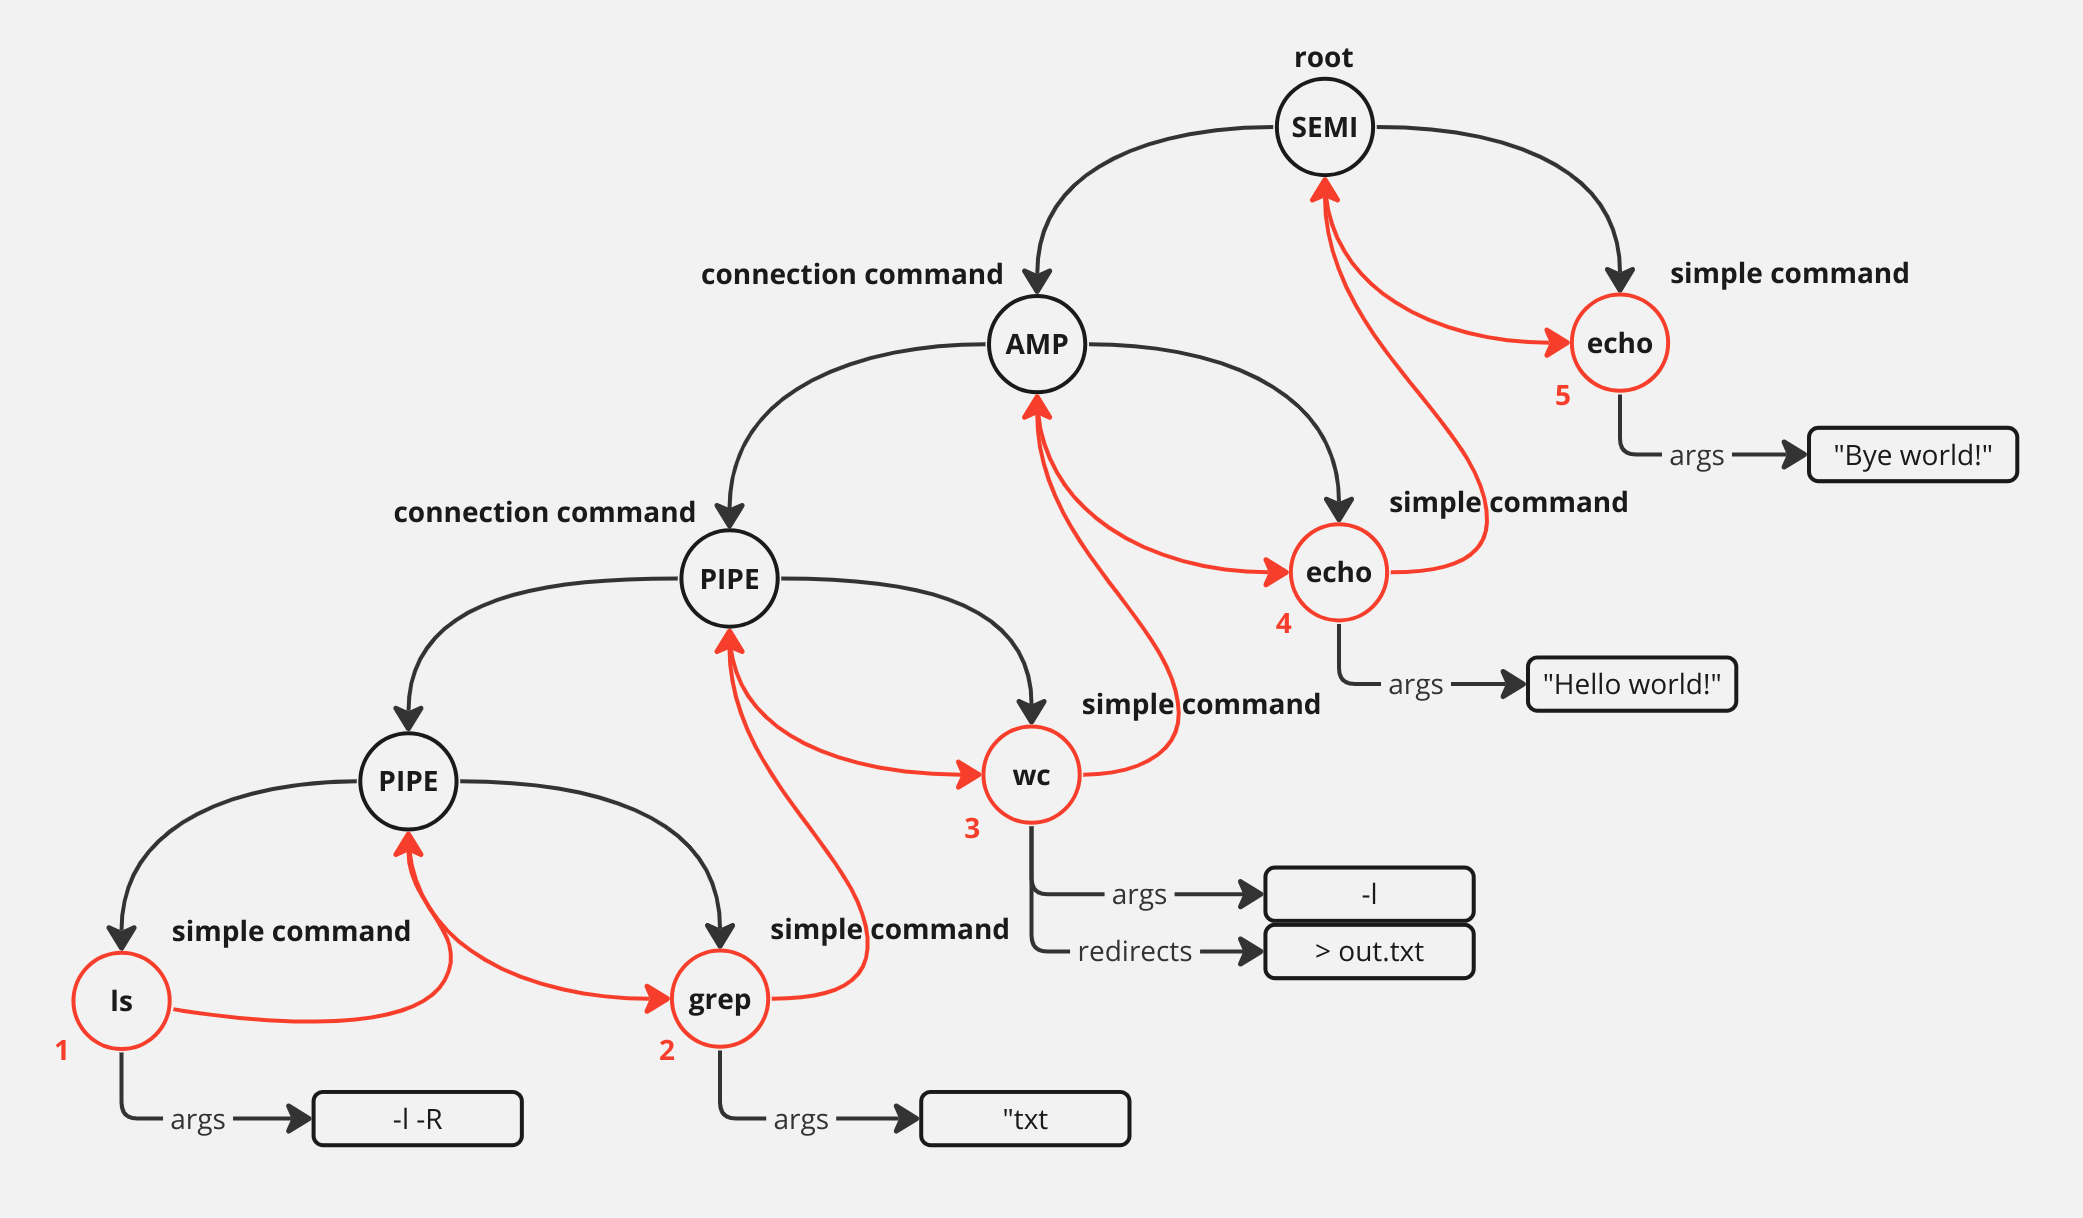 root
SEMI
connection command
simple command
AMP
echo
5
args
"Bye world!"
connection command
simple command
PIPE
echo
4
args
"Hello world!"
simple command
PIPE
wc
3
args
-l
redirects
> out.txt
simple command
simple command
ls
grep
1
2
args
-l -R
args
"txt